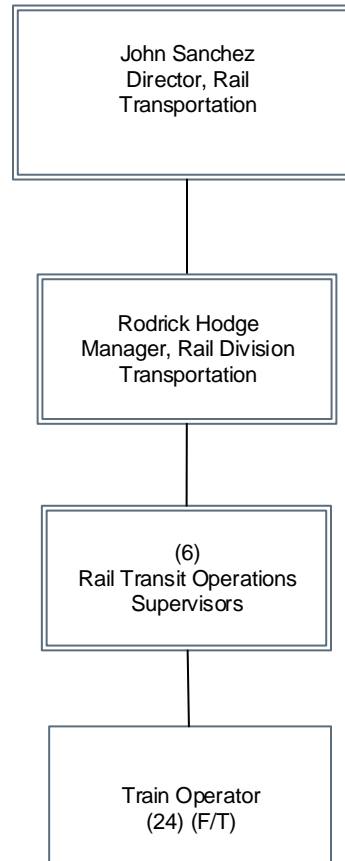 John Sanchez
Director, Rail
Transportation
Rodrick Hodge
Manager, Rail Division
Transportation
(6)
Rail Transit Operations
Supervisors
Train Operator
(24) (F/T)